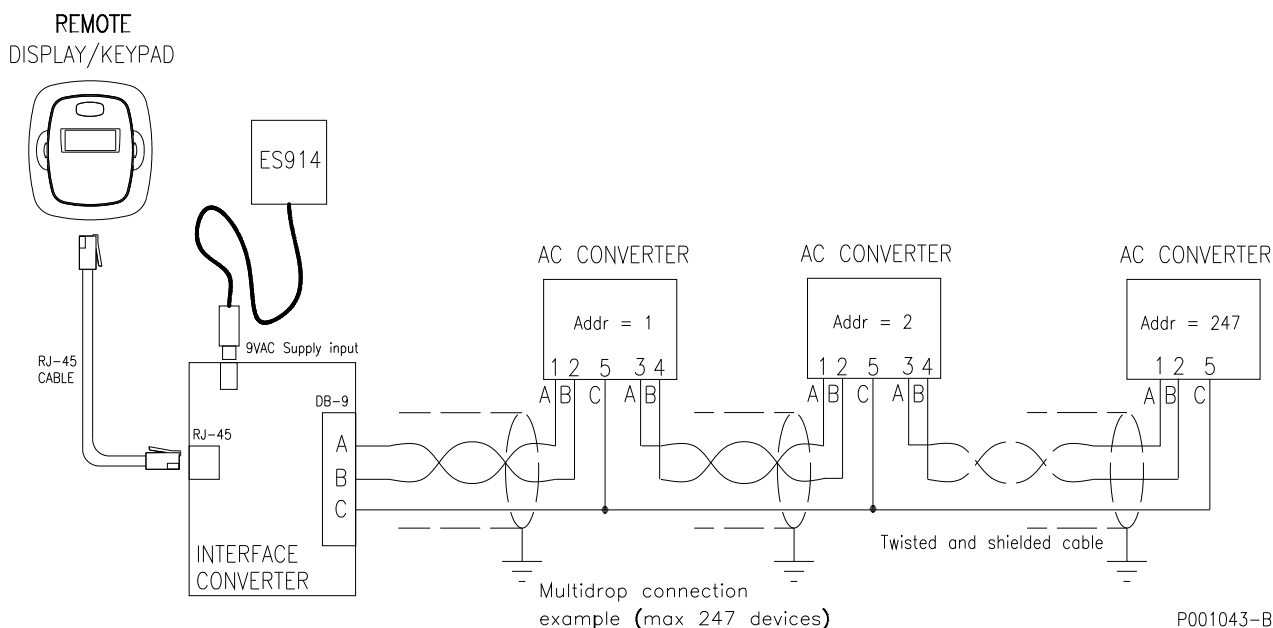 REMOTE
DISPLAY/KEYPAD
ES914
RJ-45
CABLE
9VAC Supply input
DB-9
RJ-45
A
B
C
INTERFACE
CONVERTER
AC CONVERTER
Addr = 1
1 2 5 3 4
A B C A B
AC CONVERTER
Addr = 2
1 2 5 3 4
A B C A B
AC CONVERTER
Addr = 247
1 2 5
A B C
Twisted and shielded cable
Multidrop connection
example (max 247 devices)
P001043-B